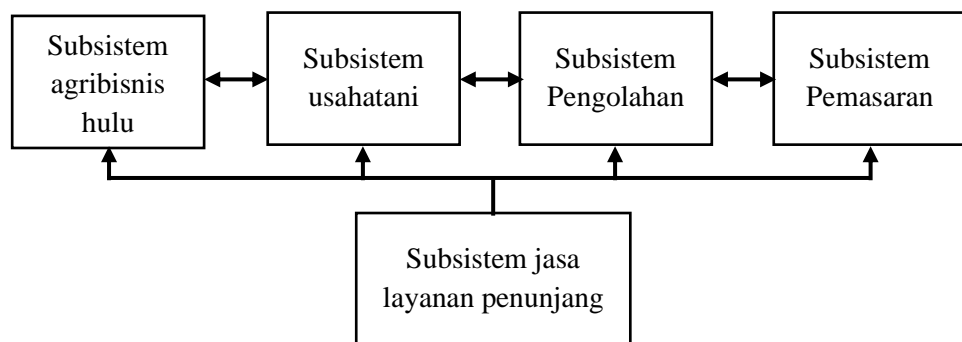 Subsistem
agribisnis
hulu
Subsistem
usahatani
Subsistem
Pengolahan
Subsistem
Pemasaran
Subsistem jasa
layanan penunjang